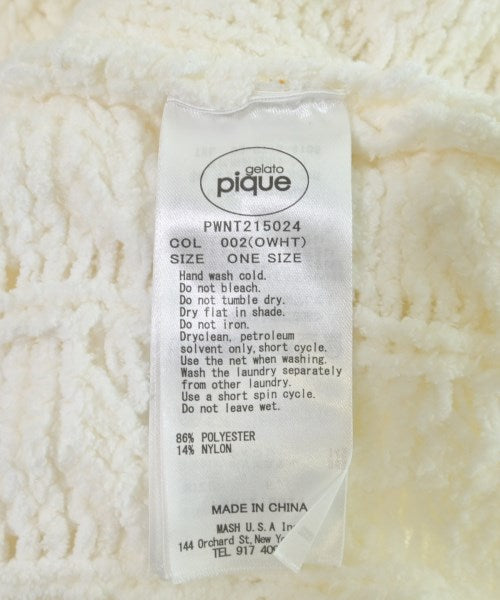 gelato
pique
PWNT215024
COL 002(OWHT)
SIZE ONE SIZE
Hand wash cold.
Do not bleach.
Do not tumble dry.
Dry flat in shade.
Do not iron.
Dryclean, petroleum
solvent only, short cycle.
Use the net when washing.
Wash the laundry separately
from other laundry.
Use a short spin cycle.
Do not leave wet.
86% POLYESTER
14% NYLON
MADE IN CHINA
MASH U.S.A
144 Orchard St, New
TEL 917